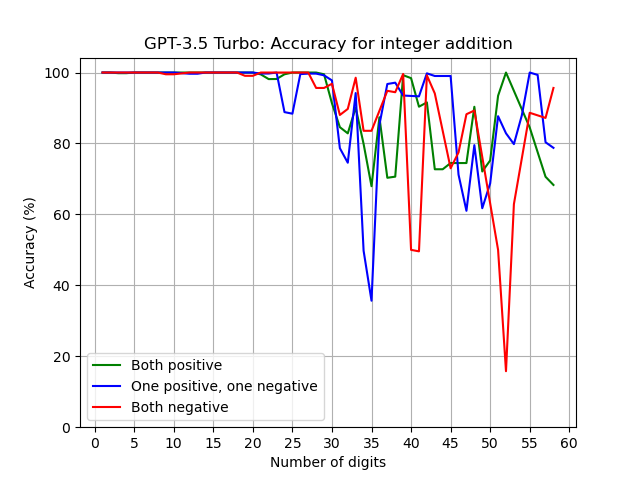 GPT-3.5 Turbo: Accuracy for integer addition
100
80
60
40
20
0
Accuracy (%)
Both positive
One positive, one negative
Both negative
0 5 10 15 20 25 30 35 40 45 50 55 60
Number of digits